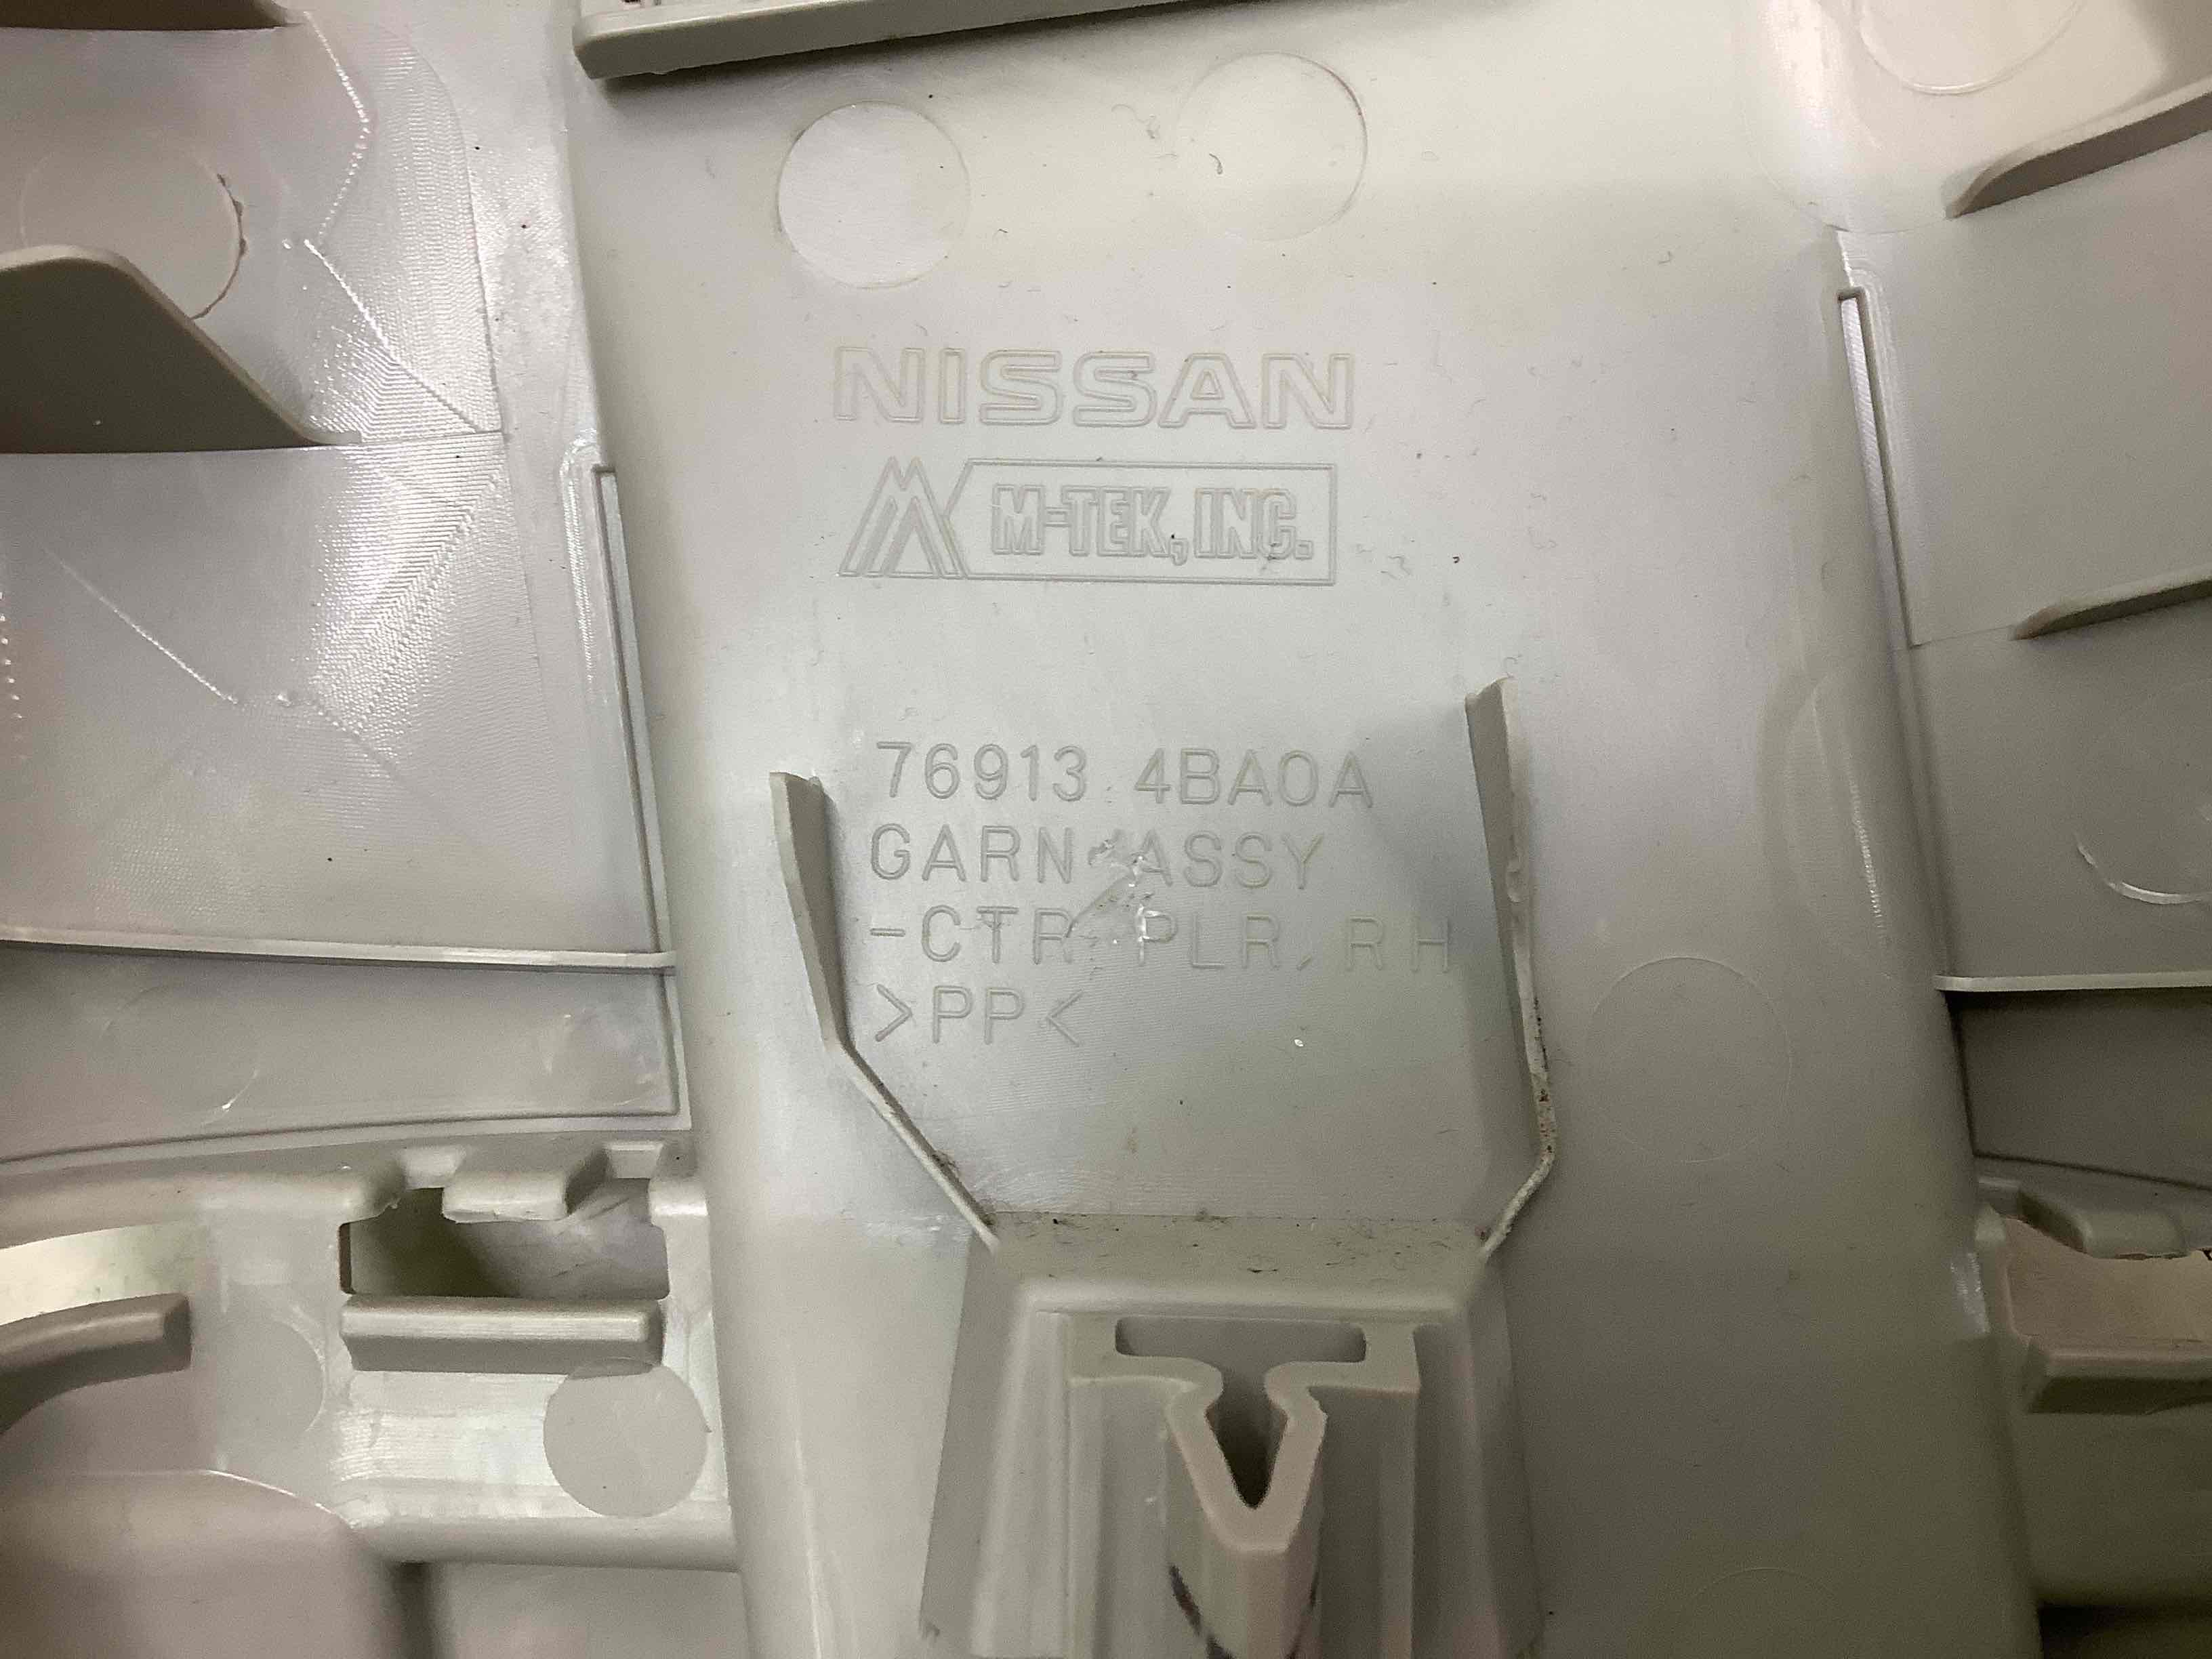 NISSAN
M-TEK, INC.
76913 4BA0A
GARN ASSY
-CTR PLR, RH
>PP<